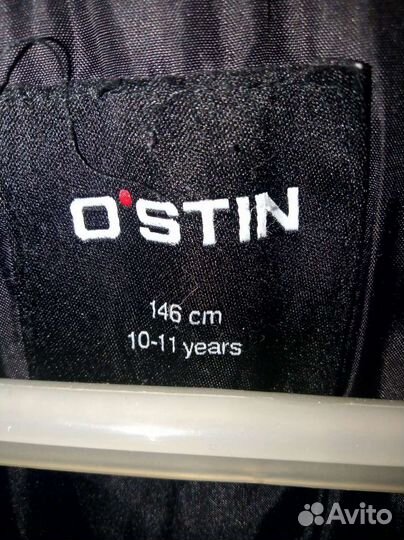 O'STIN
146 cm
10-11 years
Avito